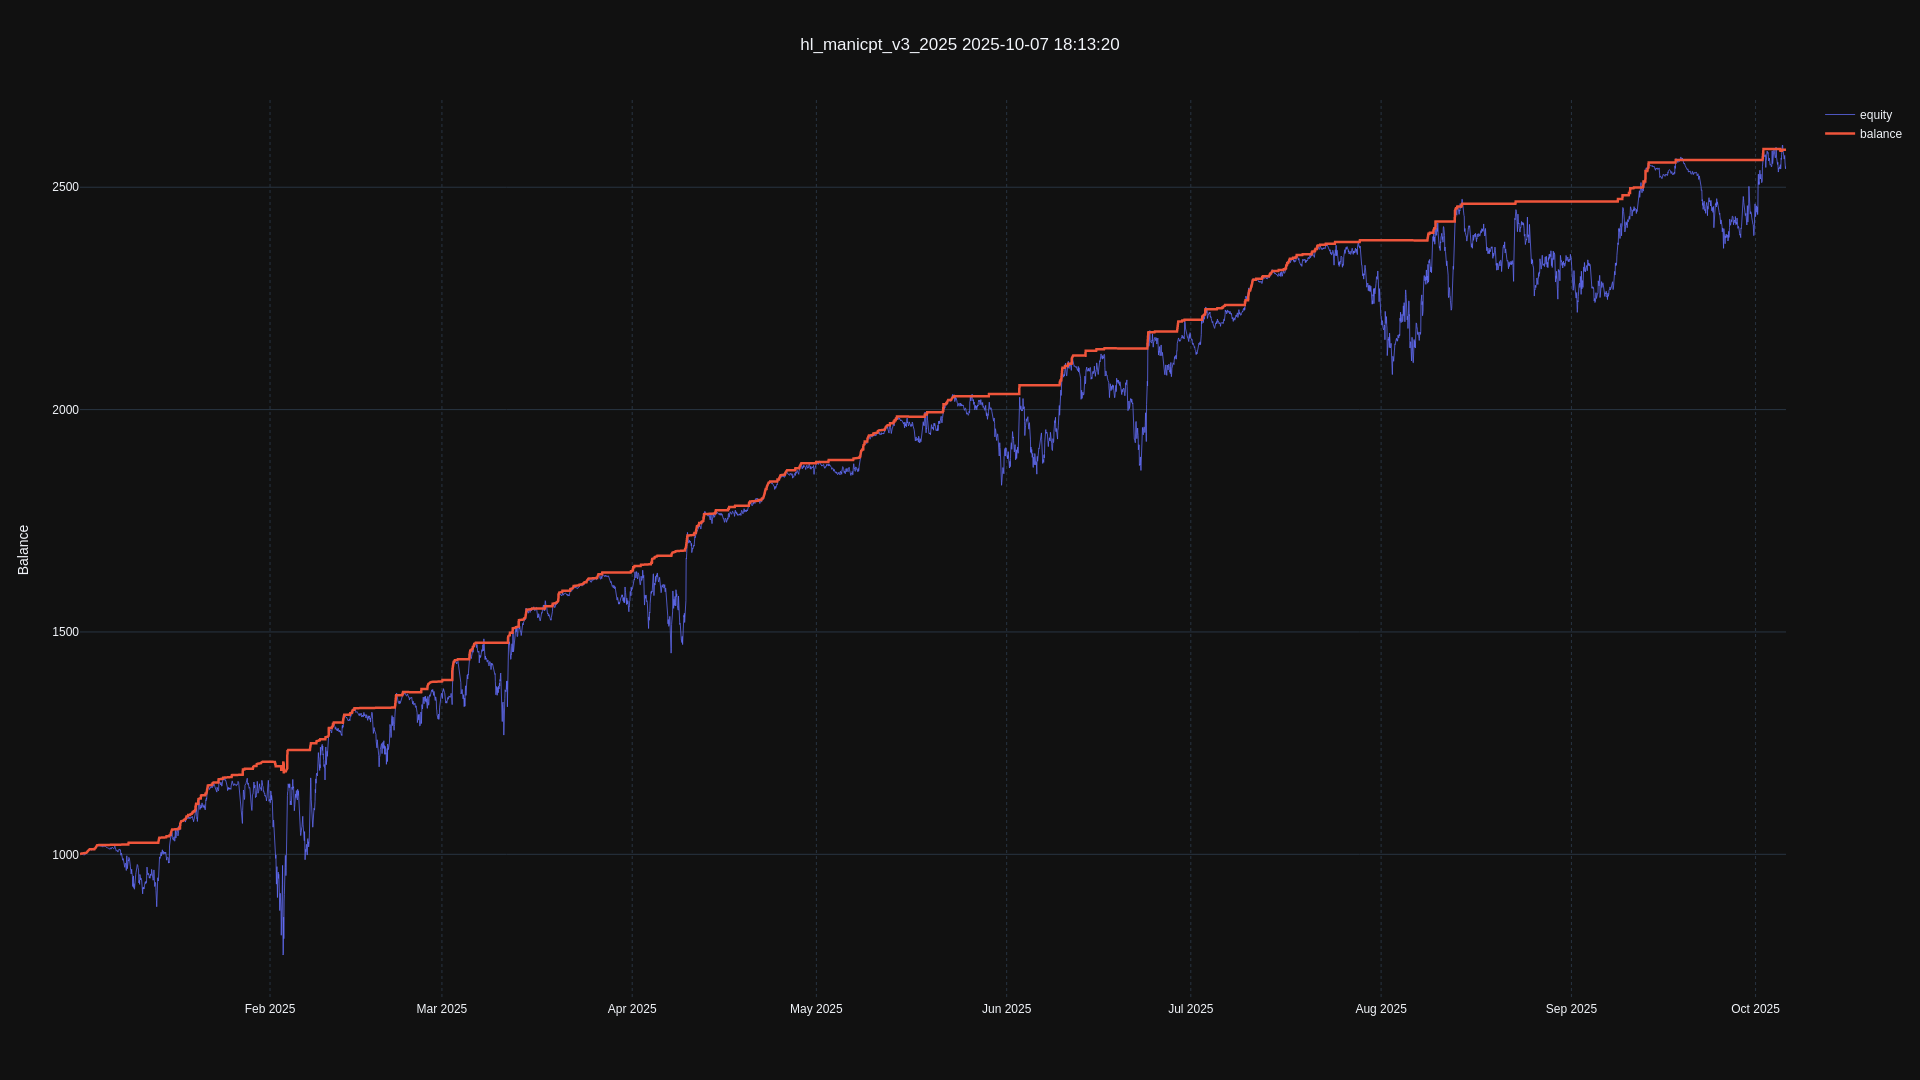 hl_manicpt_v3_2025 2025-10-07 18:13:20
equity
balance
Balance
2500
2000
1500
1000
Feb 2025
Mar 2025
Apr 2025
May 2025
Jun 2025
Jul 2025
Aug 2025
Sep 2025
Oct 2025